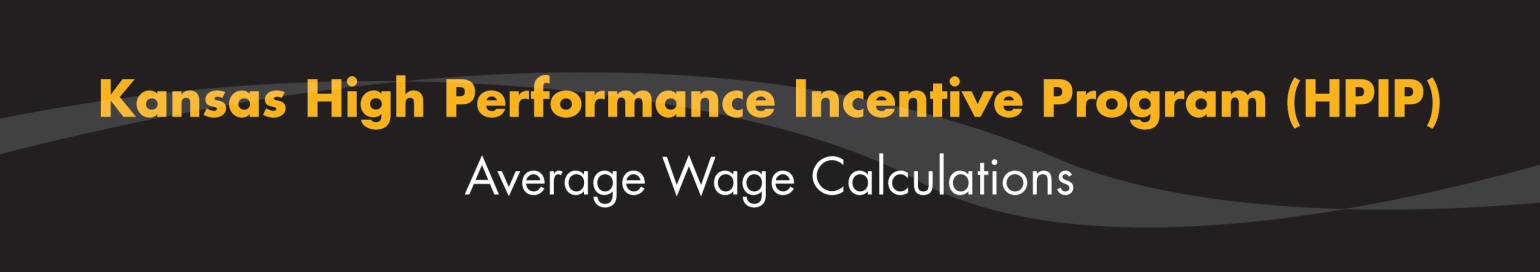 Kansas High Performance Incentive Program (HPIP)
Average Wage Calculations